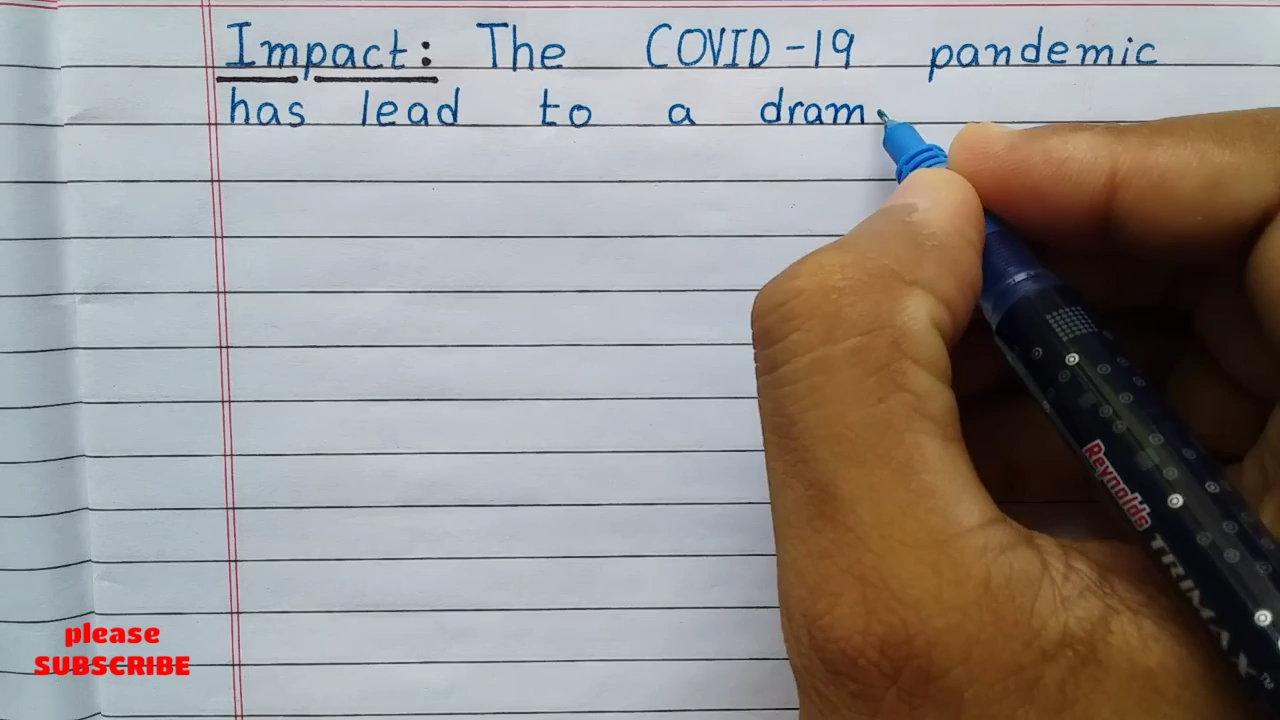 Impact: The COVID-19 pandemic
has lead to a dram
Reynolds TRIMAX
please
SUBSCRIBE